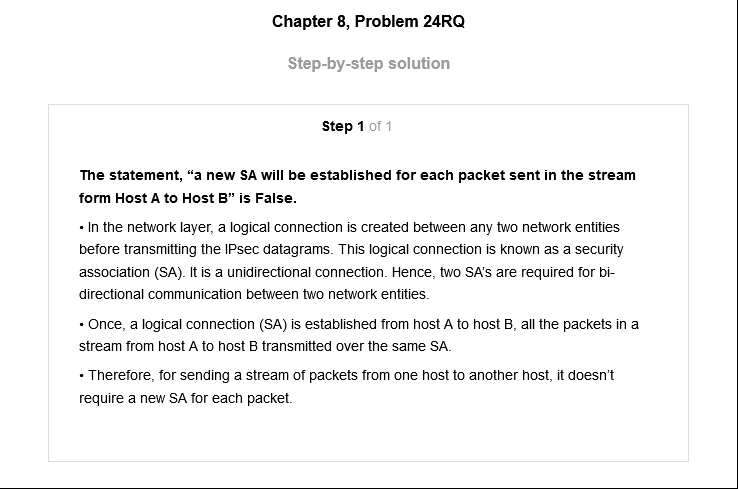 Chapter 8, Problem 24RQ
Step-by-step solution
Step 1 of 1
The statement, “a new SA will be established for each packet sent in the stream
form Host A to Host B” is False.
• In the network layer, a logical connection is created between any two network entities
before transmitting the IPsec datagrams. This logical connection is known as a security
association (SA). It is a unidirectional connection. Hence, two SA’s are required for bi-
directional communication between two network entities.
• Once, a logical connection (SA) is established from host A to host B, all the packets in a
stream from host A to host B transmitted over the same SA.
• Therefore, for sending a stream of packets from one host to another host, it doesn’t
require a new SA for each packet.